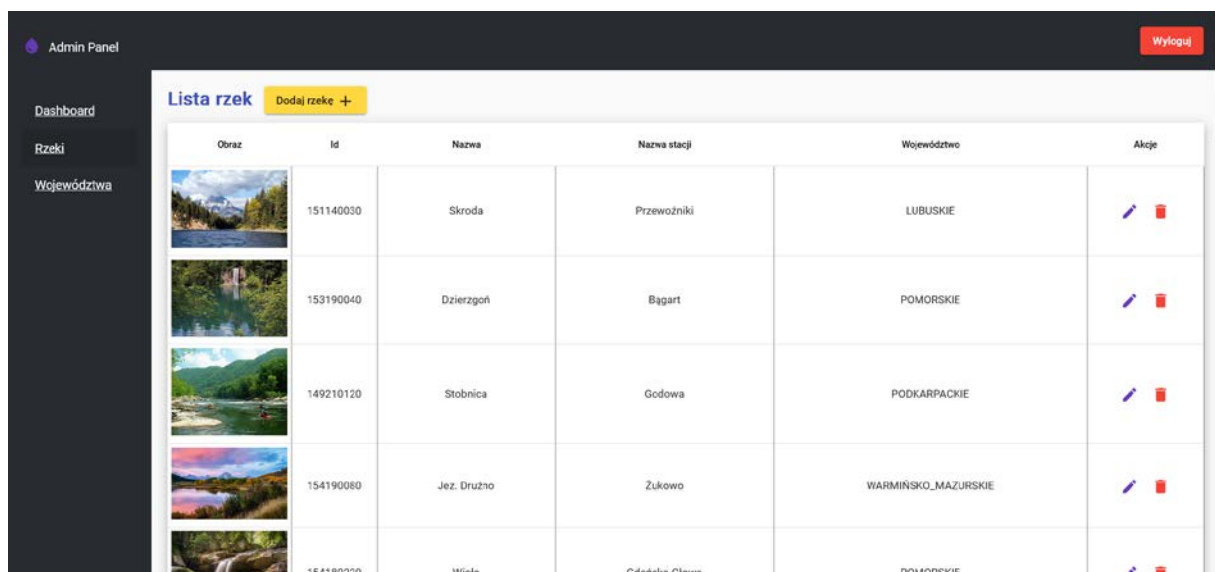 Admin Panel
Wyloguj
Dashboard
Rzeki
Województwa
Lista rzek
Dodaj rzekę +
Obraz Id Nazwa Nazwa stacji Województwo Akcje
151140030 Skroda Przewoźniki LUBUSKIE
153190040 Dzierzgoń Bągart POMORSKIE
149210120 Stobnica Godowa PODKARPACKIE
154190080 Jez. Drużno Żukowo WARMIŃSKO_MAZURSKIE
POMORSKIE